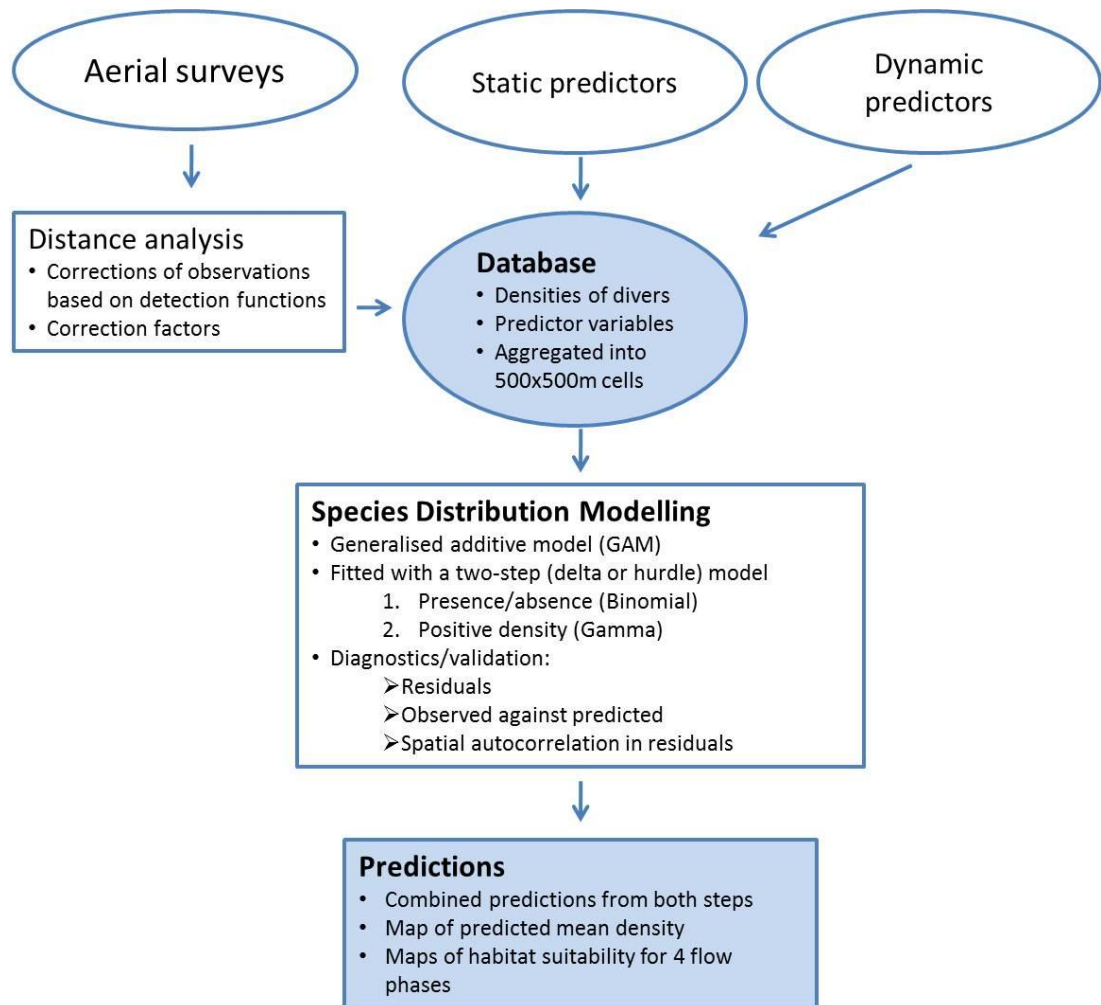 Aerial surveys
Static predictors
Dynamic
predictors
Distance analysis
• Corrections of observations
based on detection functions
• Correction factors
Database
• Densities of divers
• Predictor variables
• Aggregated into
500x500m cells
Species Distribution Modelling
• Generalised additive model (GAM)
• Fitted with a two-step (delta or hurdle) model
1. Presence/absence (Binomial)
2. Positive density (Gamma)
• Diagnostics/validation:
➢Residuals
➢Observed against predicted
➢Spatial autocorrelation in residuals
Predictions
• Combined predictions from both steps
• Map of predicted mean density
• Maps of habitat suitability for 4 flow
phases